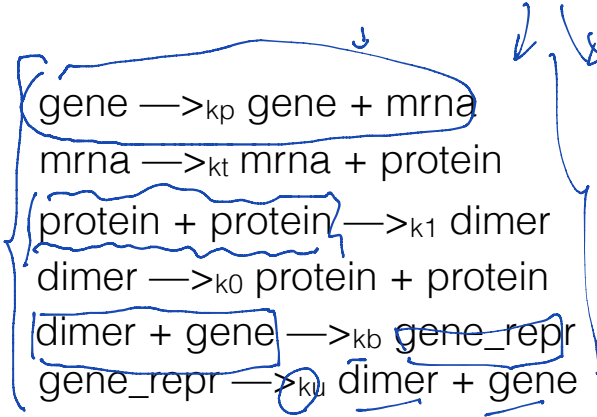 gene —>kp gene + mrna
mrna —>kt mrna + protein
protein + protein —>k1 dimer
dimer —>k0 protein + protein
dimer + gene —>kb gene_repr
gene_repr —>ku dimer + gene